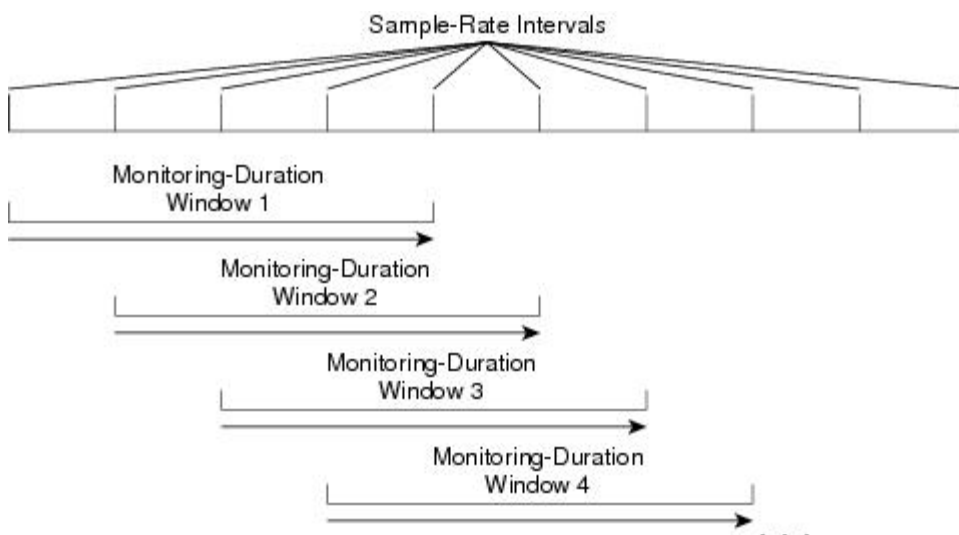 Sample-Rate Intervals
Monitoring-Duration
Window 1
Monitoring-Duration
Window 2
Monitoring-Duration
Window 3
Monitoring-Duration
Window 4